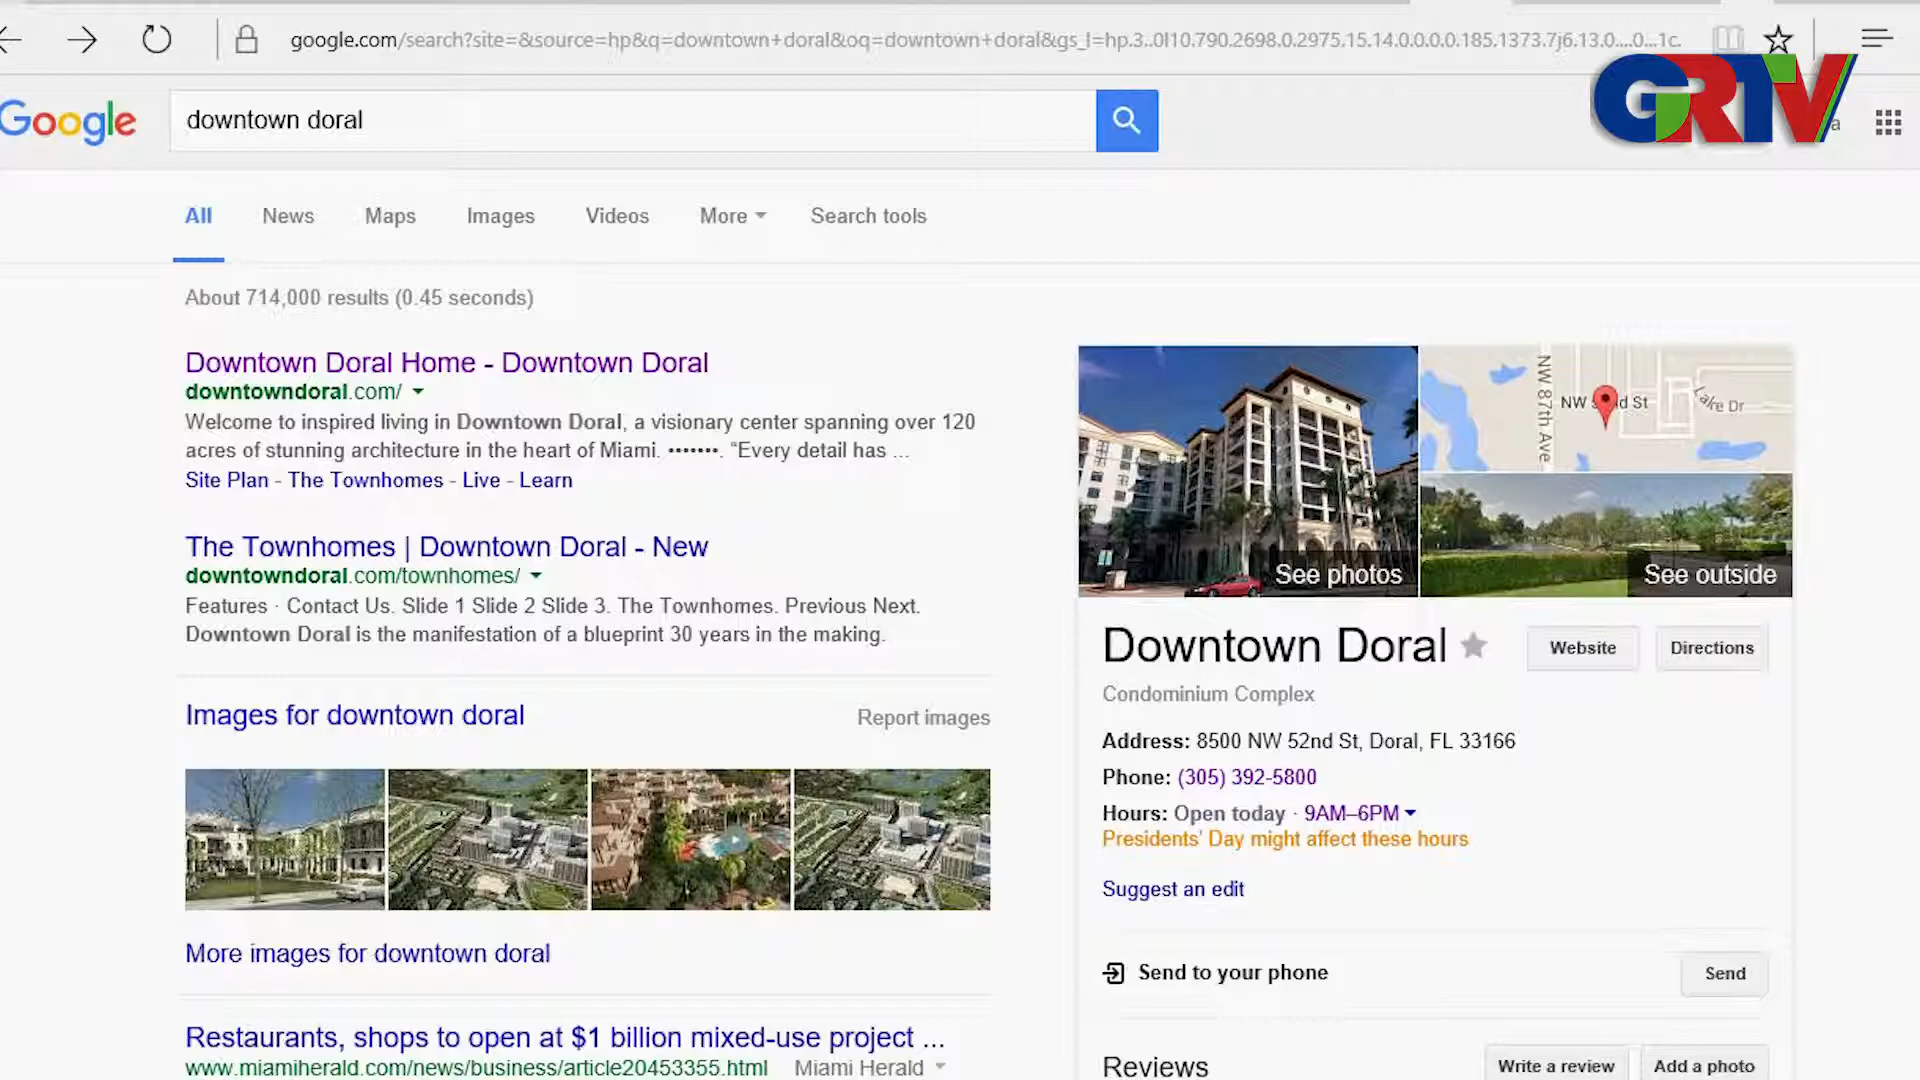 google.com/search?site=&source=hp&q=downtown+doral&oq=downtown+doral&gs_l=hp.3..0l10.790.2698.0.2975.15.14.0.0.0.0.185.1373.7j6.13.0....0...1c.
GRTV
Google
downtown doral
a
All News Maps Images Videos More Search tools
About 714,000 results (0.45 seconds)
Downtown Doral Home - Downtown Doral
downtowndoral.com/
Welcome to inspired living in Downtown Doral, a visionary center spanning over 120
acres of stunning architecture in the heart of Miami. •••••••. “Every detail has ...
Site Plan - The Townhomes - Live - Learn
The Townhomes | Downtown Doral - New
downtowndoral.com/townhomes/
Features · Contact Us. Slide 1 Slide 2 Slide 3. The Townhomes. Previous Next.
Downtown Doral is the manifestation of a blueprint 30 years in the making.
Images for downtown doral
Report images
More images for downtown doral
Restaurants, shops to open at $1 billion mixed-use project ...
www.miamiherald.com/news/business/article20453355.html Miami Herald
NW 87th Ave
NW
d St
Lake Dr
See photos
See outside
Downtown Doral
Website
Directions
Condominium Complex
Address: 8500 NW 52nd St, Doral, FL 33166
Phone: (305) 392-5800
Hours: Open today · 9AM–6PM
Presidents' Day might affect these hours
Suggest an edit
Send to your phone
Send
Reviews
Write a review
Add a photo